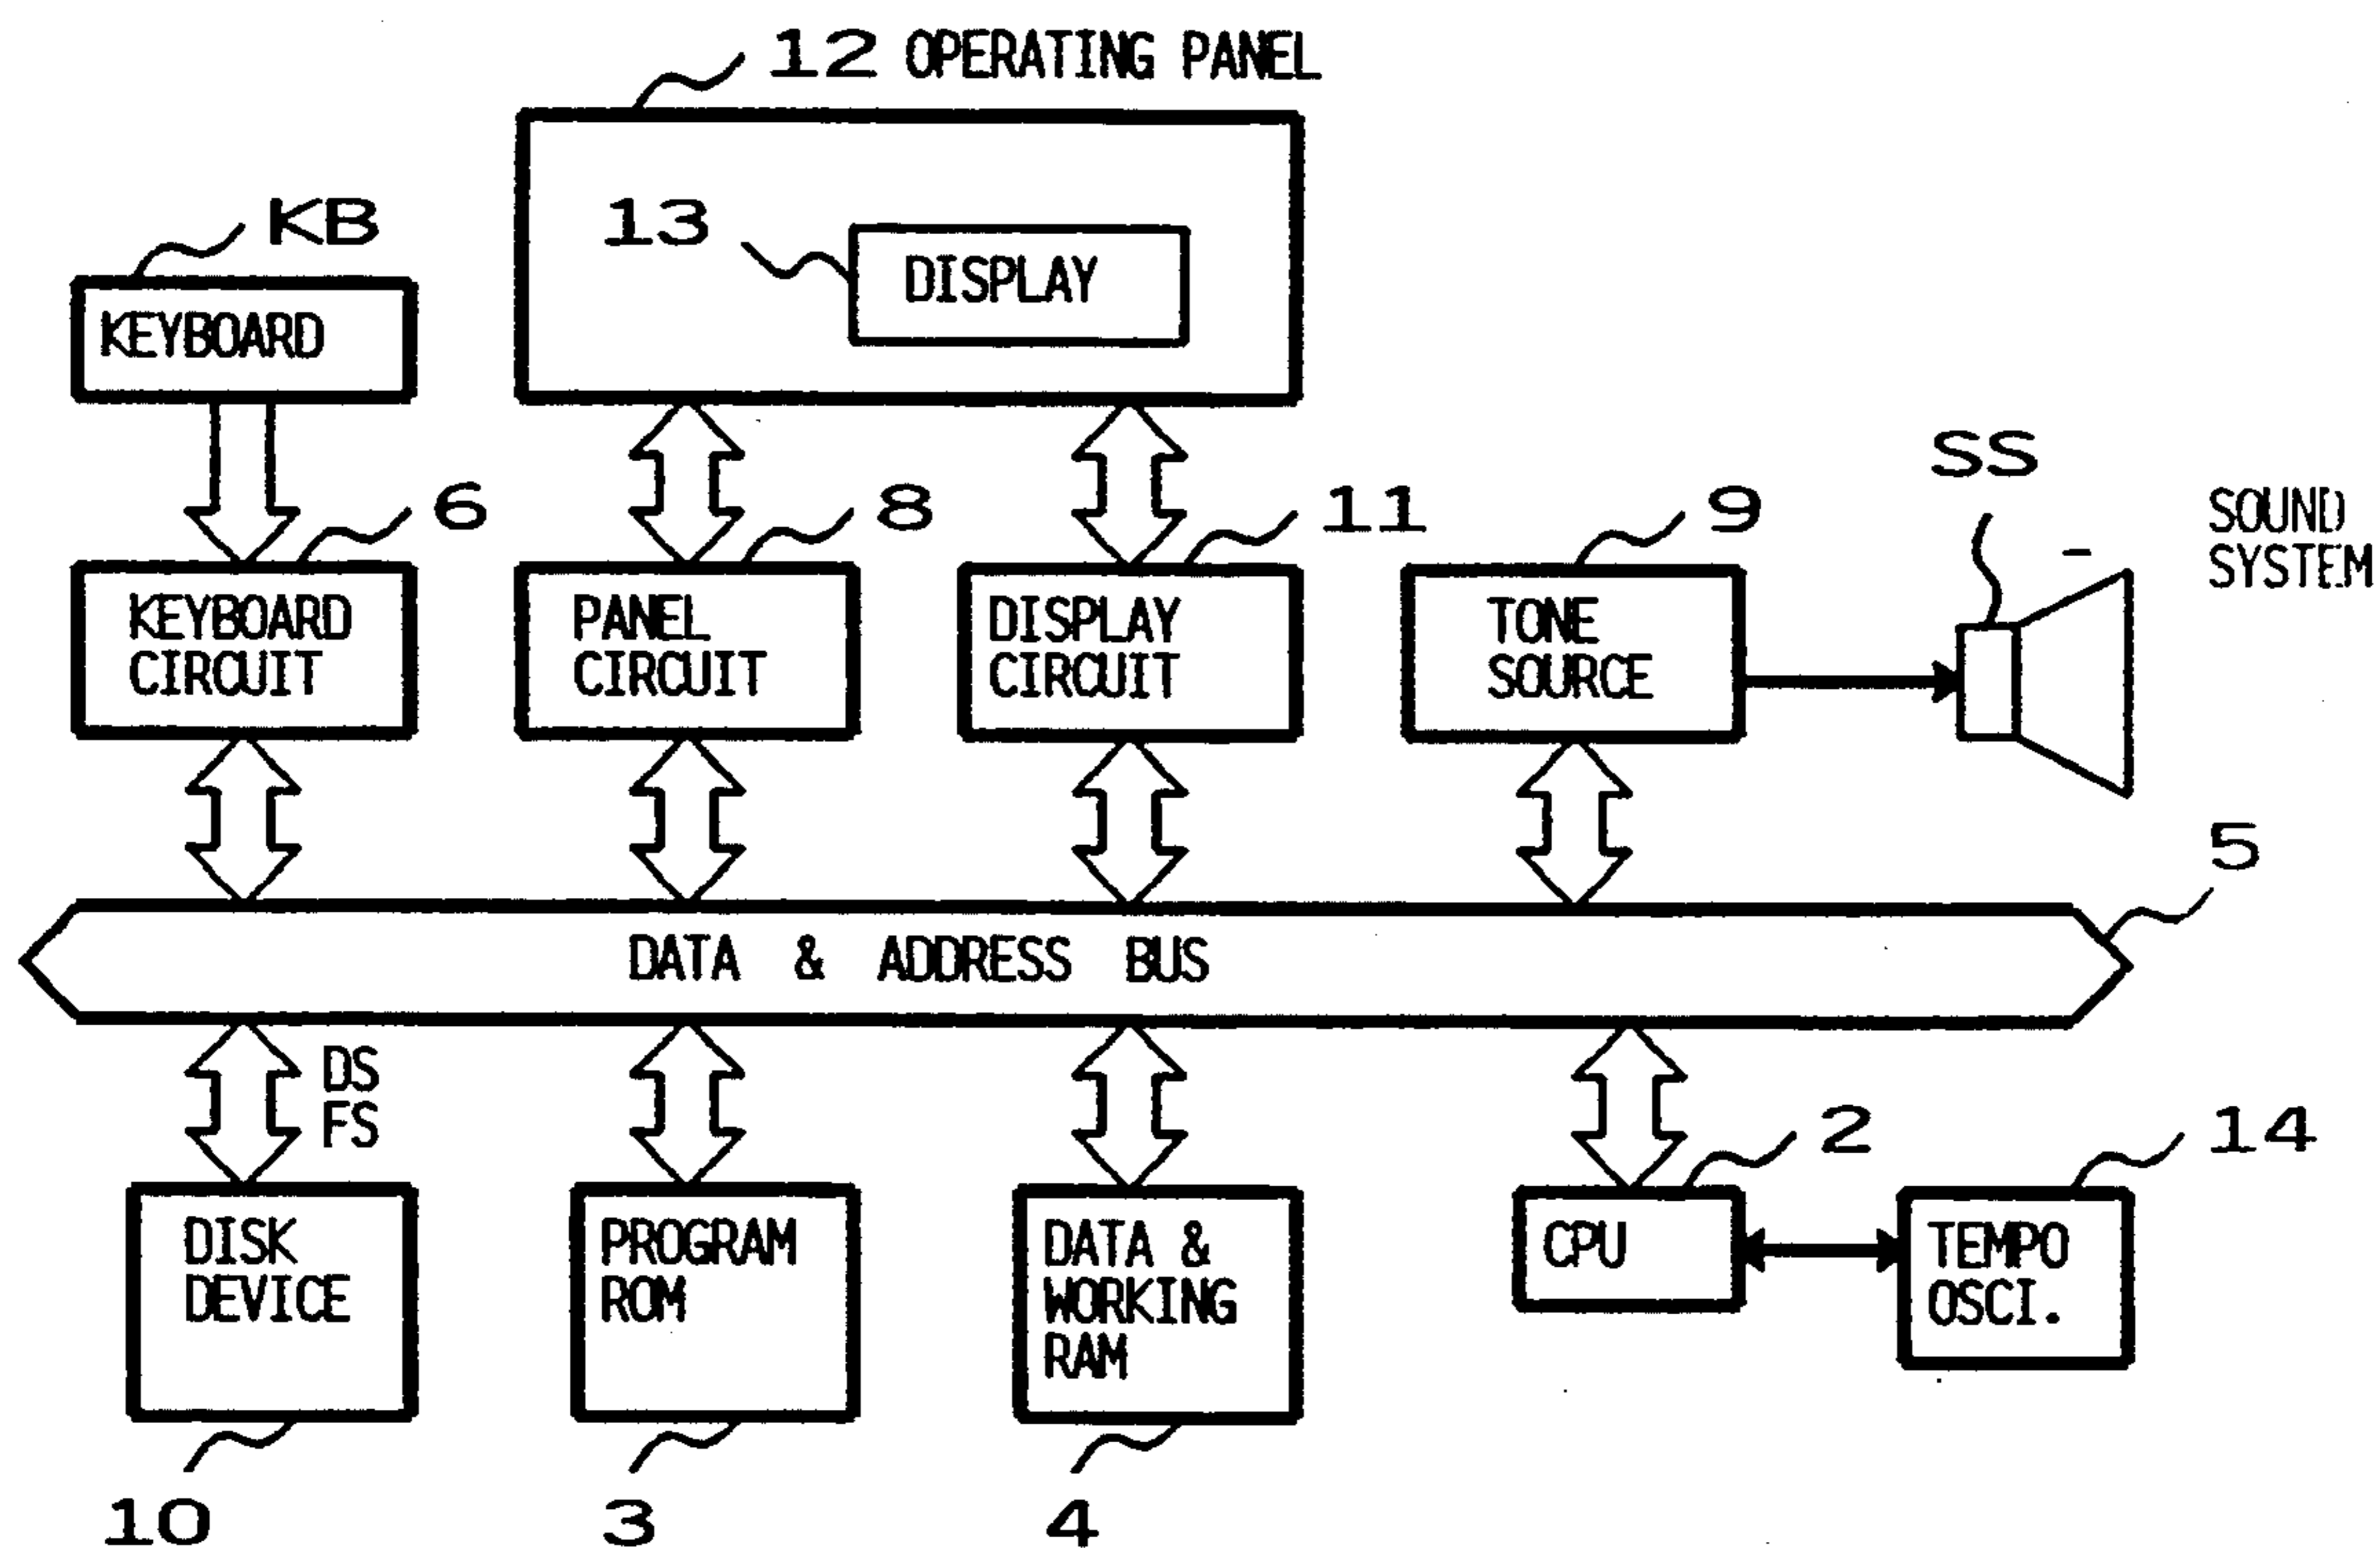 12 OPERATING PANEL
KB
13
DISPLAY
KEYBOARD
6
8
11
9
SS
SOUND
SYSTEM
KEYBOARD
CIRCUIT
PANEL
CIRCUIT
DISPLAY
CIRCUIT
TONE
SOURCE
5
DATA & ADDRESS BUS
DS
FS
2
14
DISK
DEVICE
PROGRAM
ROM
DATA &
WORKING
RAM
CPU
TEMPO
OSCI.
10
3
4